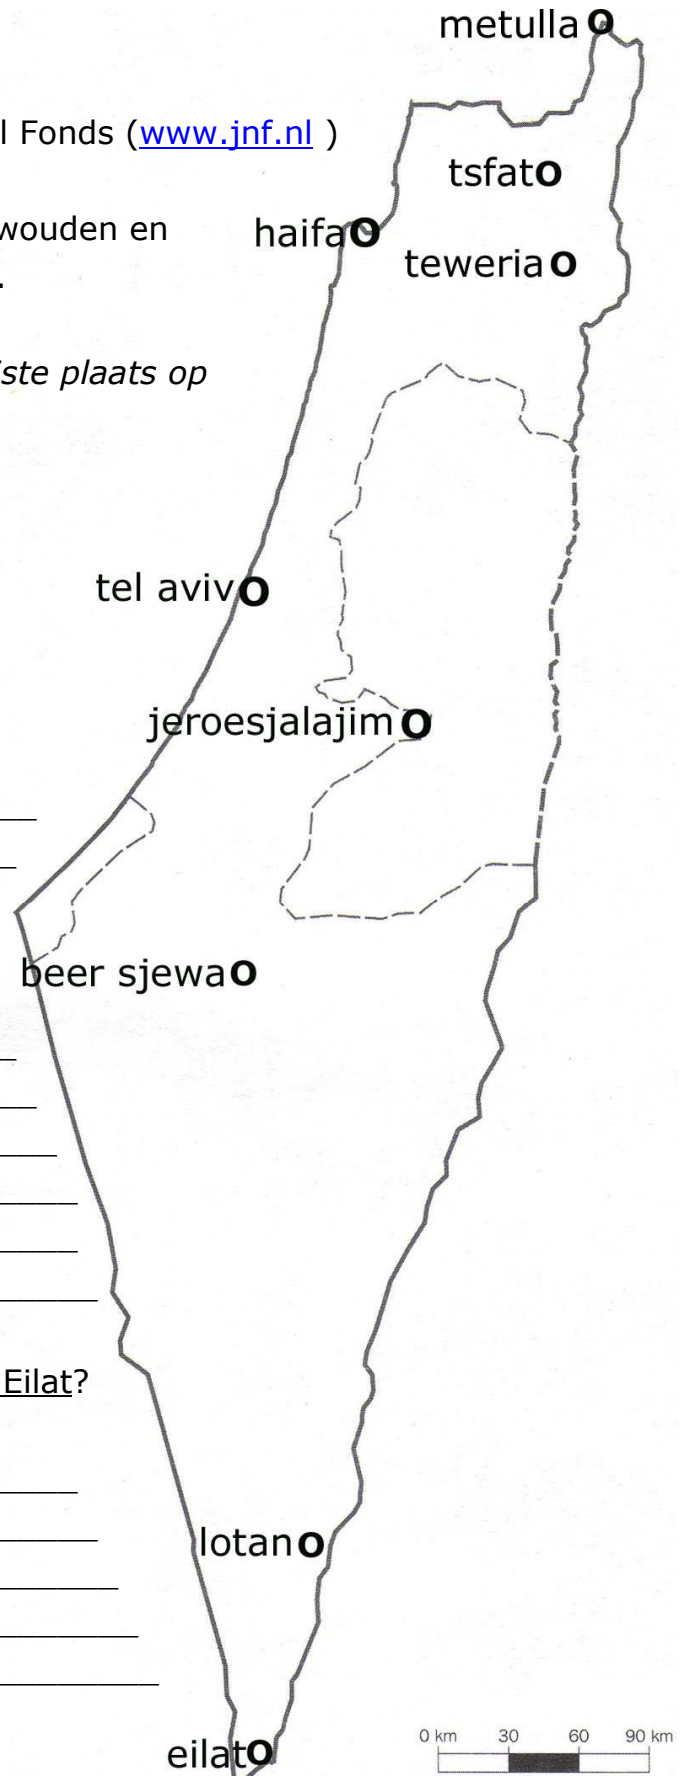 metulla
l Fonds (www.jnf.nl )
tsfat
wouden en
haifa
teweria
.
ste plaats op
tel aviv
jeroesjalajim
beer sjewa
Eilat?
lotan
eilat
0 km 30 60 90 km